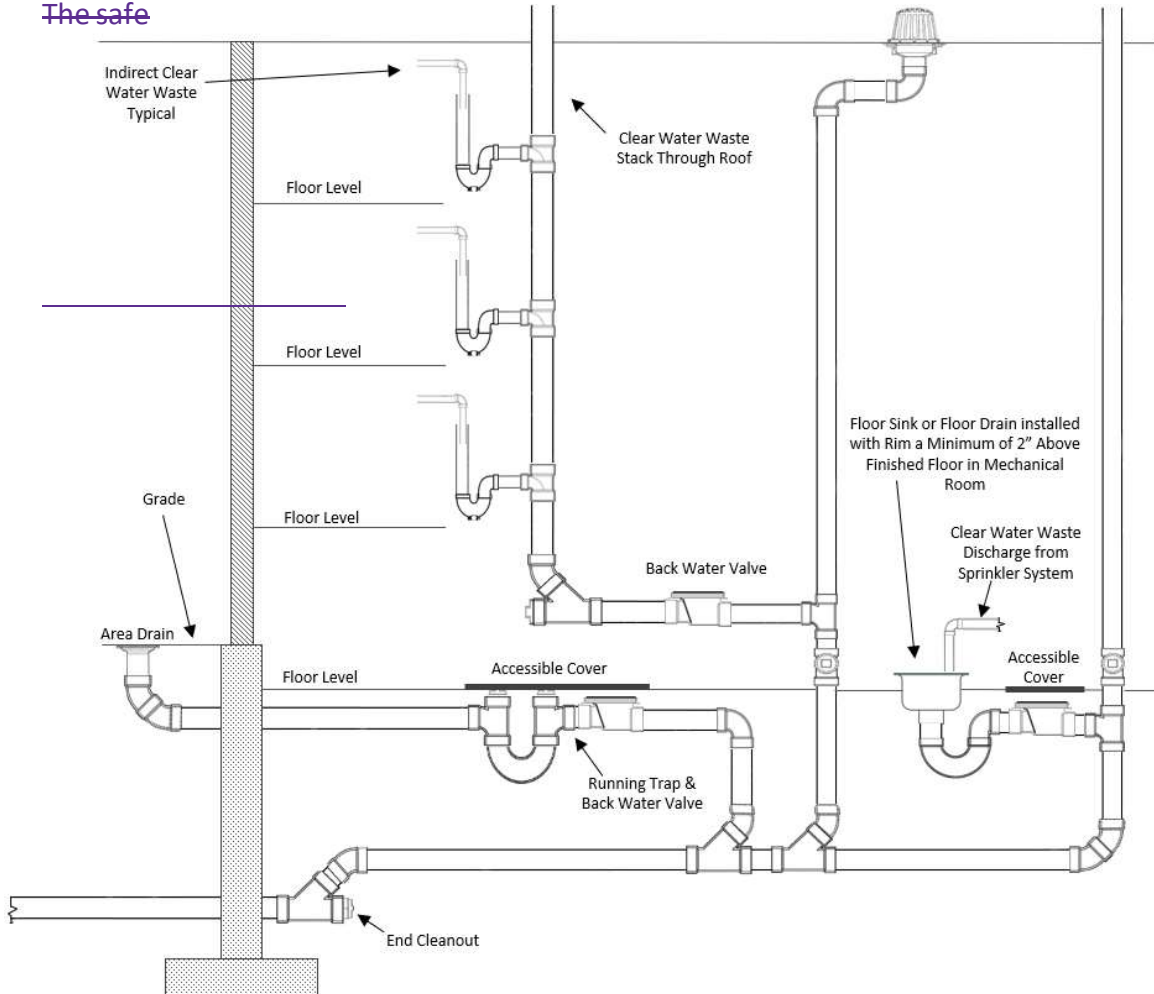 The safe
Indirect Clear
Water Waste
Typical
Clear Water Waste
Stack Through Roof
Floor Level
Floor Level
Floor Sink or Floor Drain installed
with Rim a Minimum of 2” Above
Finished Floor in Mechanical
Room
Grade
Floor Level
Clear Water Waste
Discharge from
Sprinkler System
Back Water Valve
Area Drain
Floor Level
Accessible Cover
Accessible
Cover
Running Trap &
Back Water Valve
End Cleanout